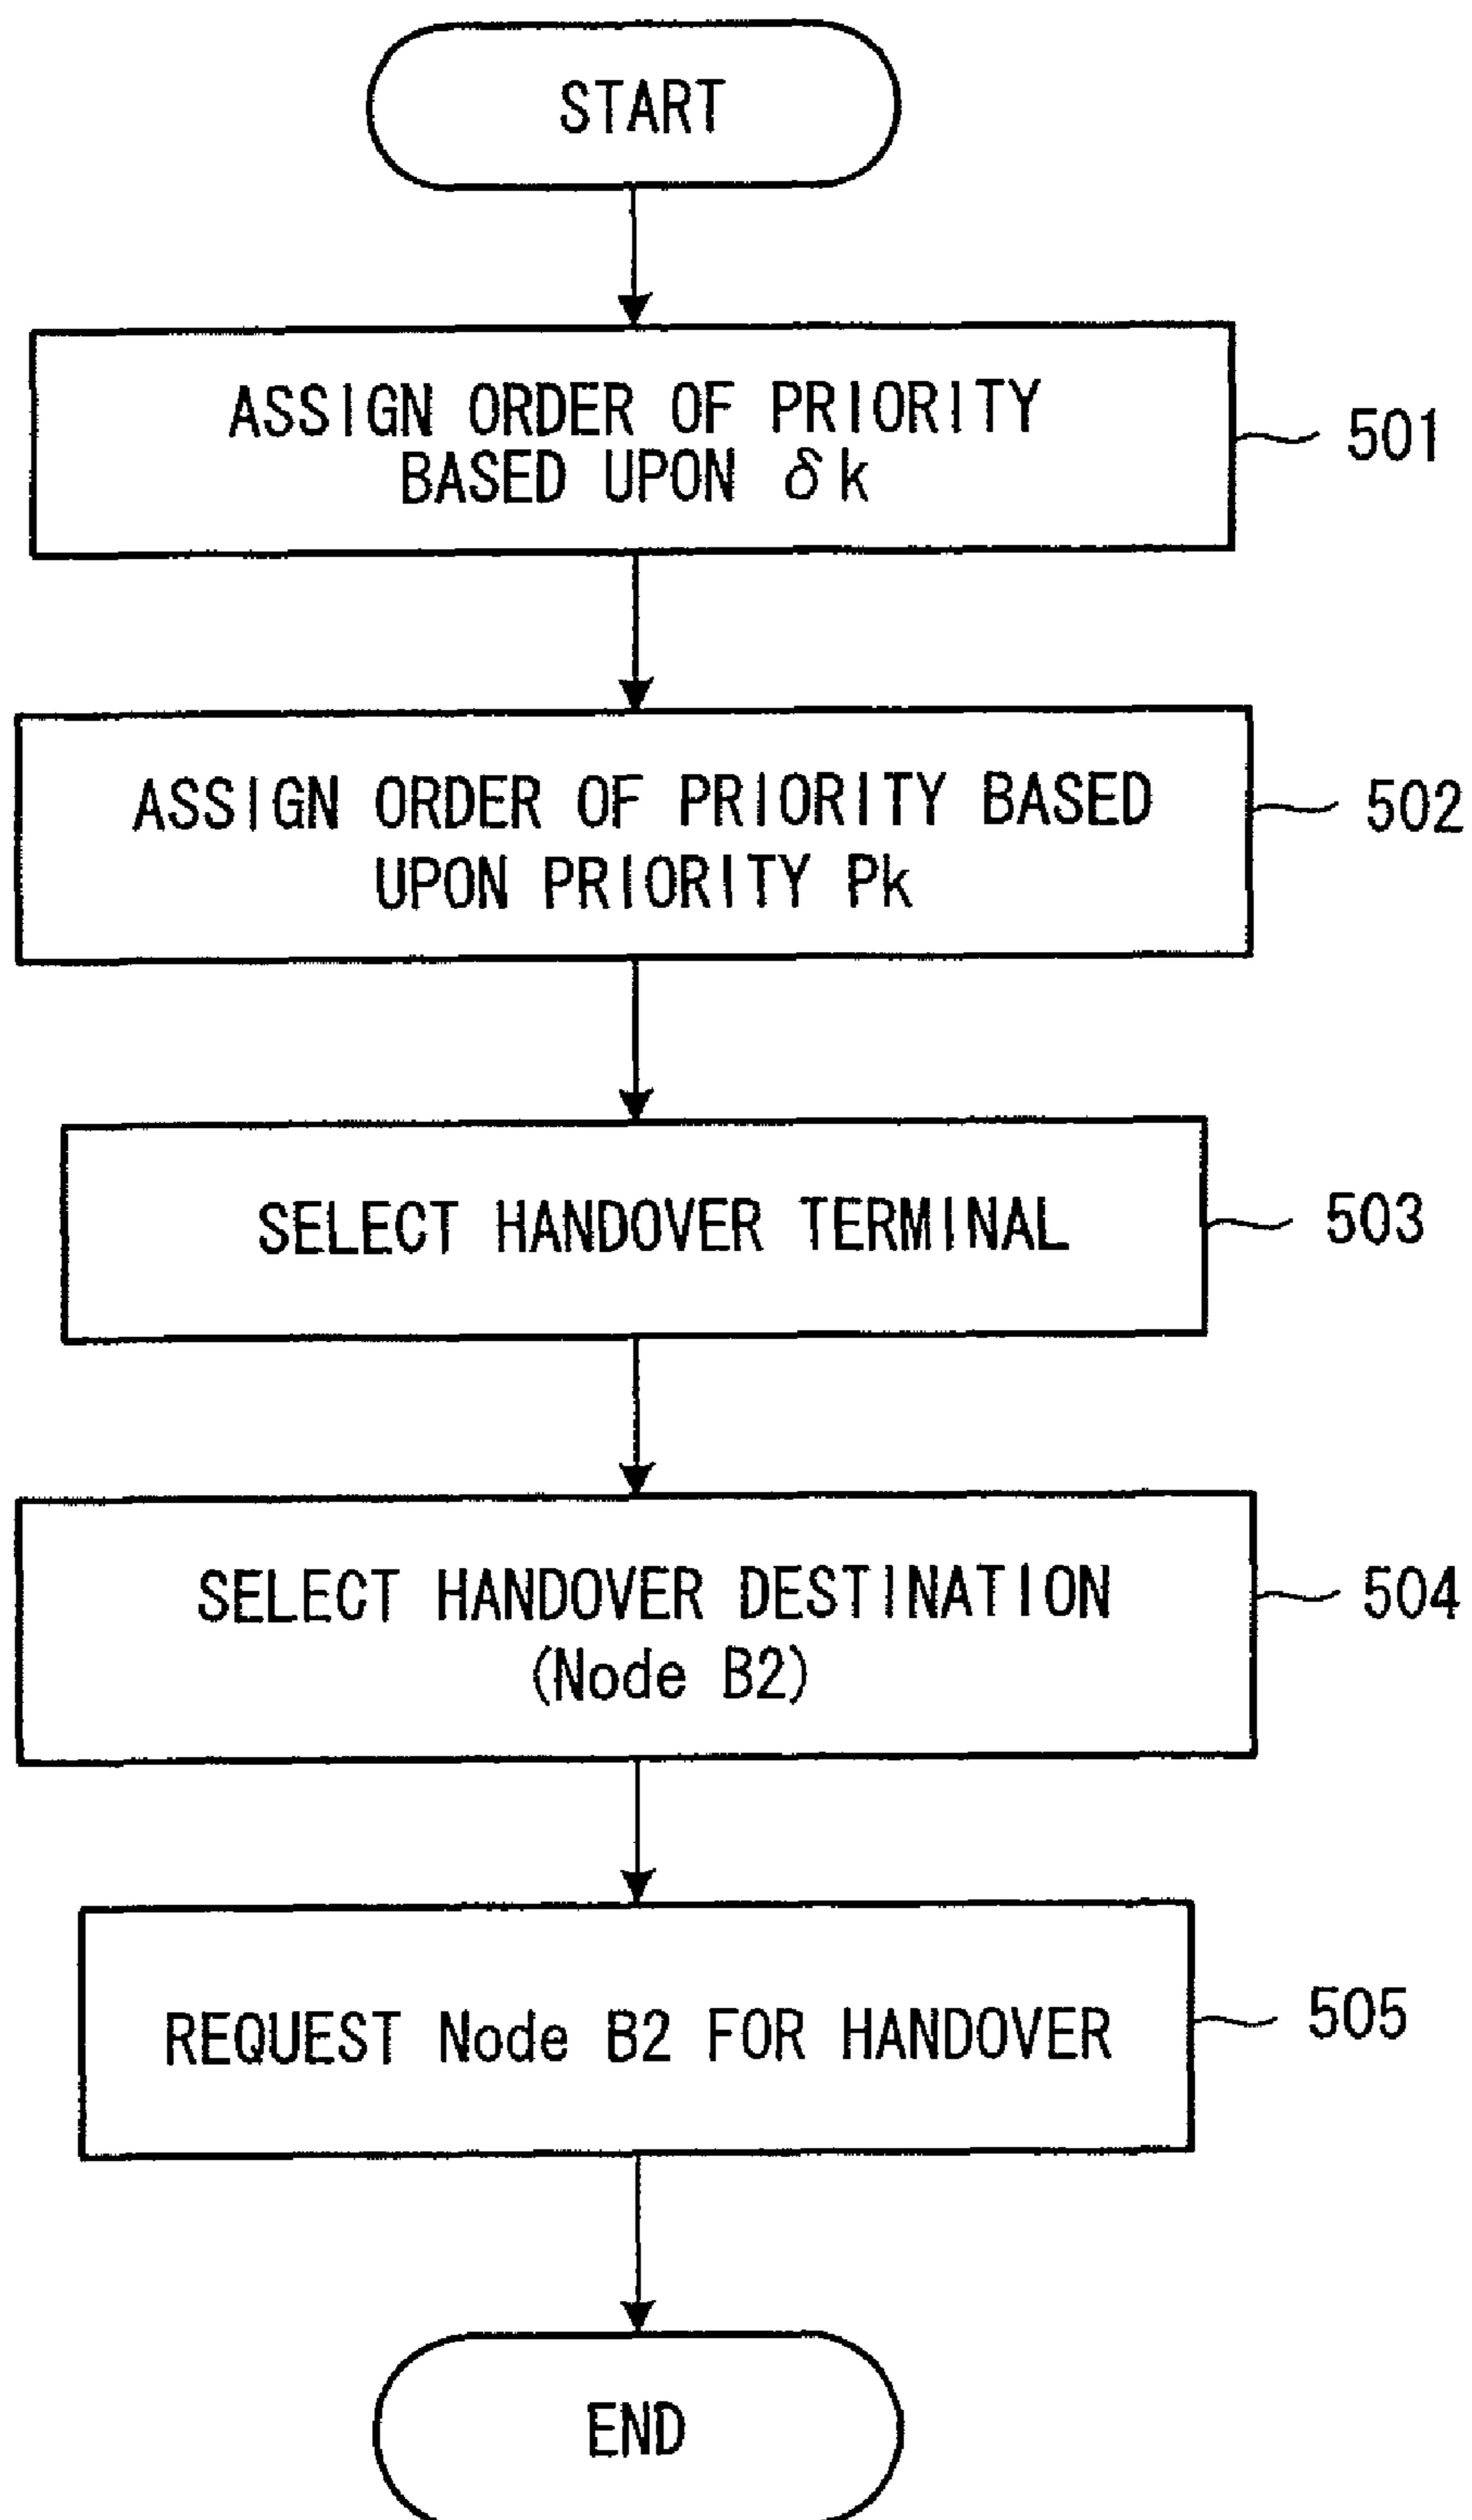 START
ASSIGN ORDER OF PRIORITY
BASED UPON δk
501
ASSIGN ORDER OF PRIORITY BASED
UPON PRIORITY Pk
502
SELECT HANDOVER TERMINAL
503
SELECT HANDOVER DESTINATION
(Node B2)
504
REQUEST Node B2 FOR HANDOVER
505
END